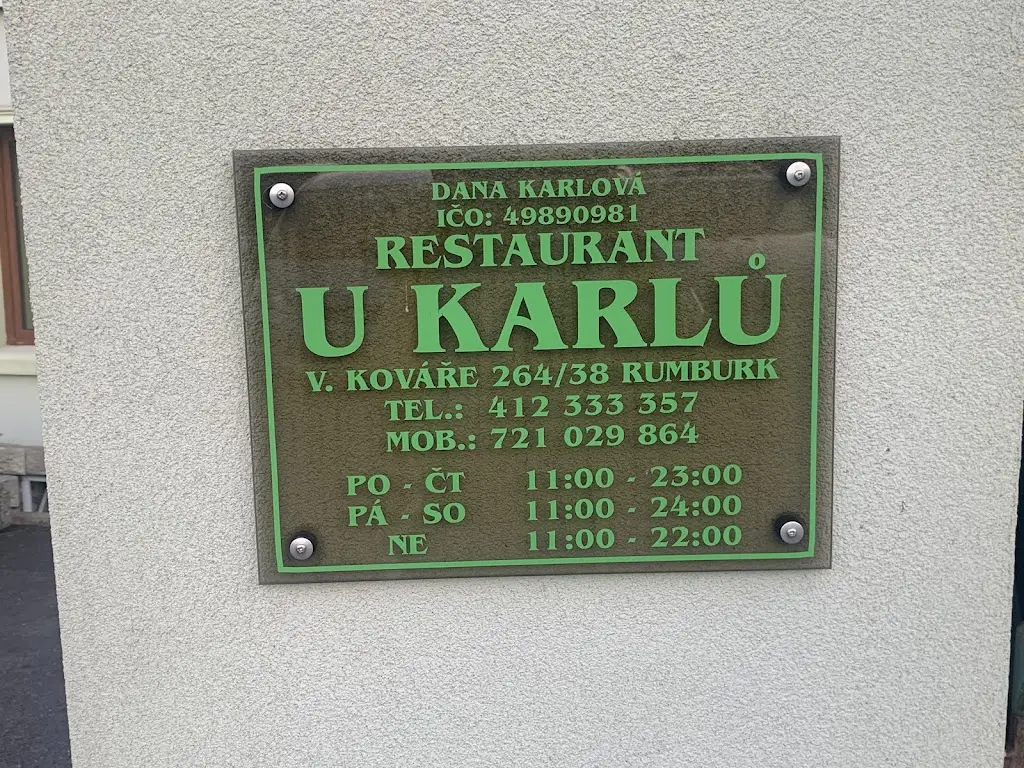 DANA KARLOVÁ
IČO: 49890981
RESTAURANT
U KARLŮ
V. KOVÁŘE 264/38 RUMBURK
TEL.: 412 333 357
MOB.: 721 029 864
PO - ČT 11:00 - 23:00
PÁ - SO 11:00 - 24:00
NE 11:00 - 22:00